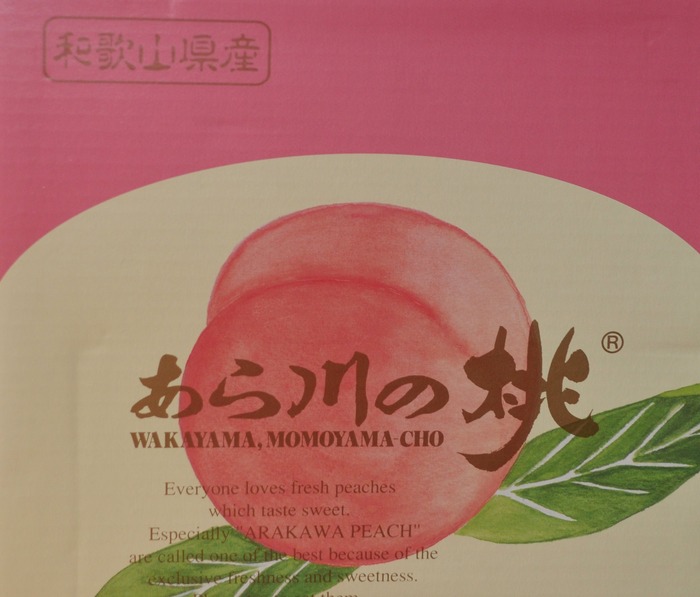 和歌山県産
あら川の桃®
WAKAYAMA, MOMOYAMA-CHO
Everyone loves fresh peaches
which taste sweet.
Especially "ARAKAWA PEACH"
are called one of the best because of the
exclusive freshness and sweetness.